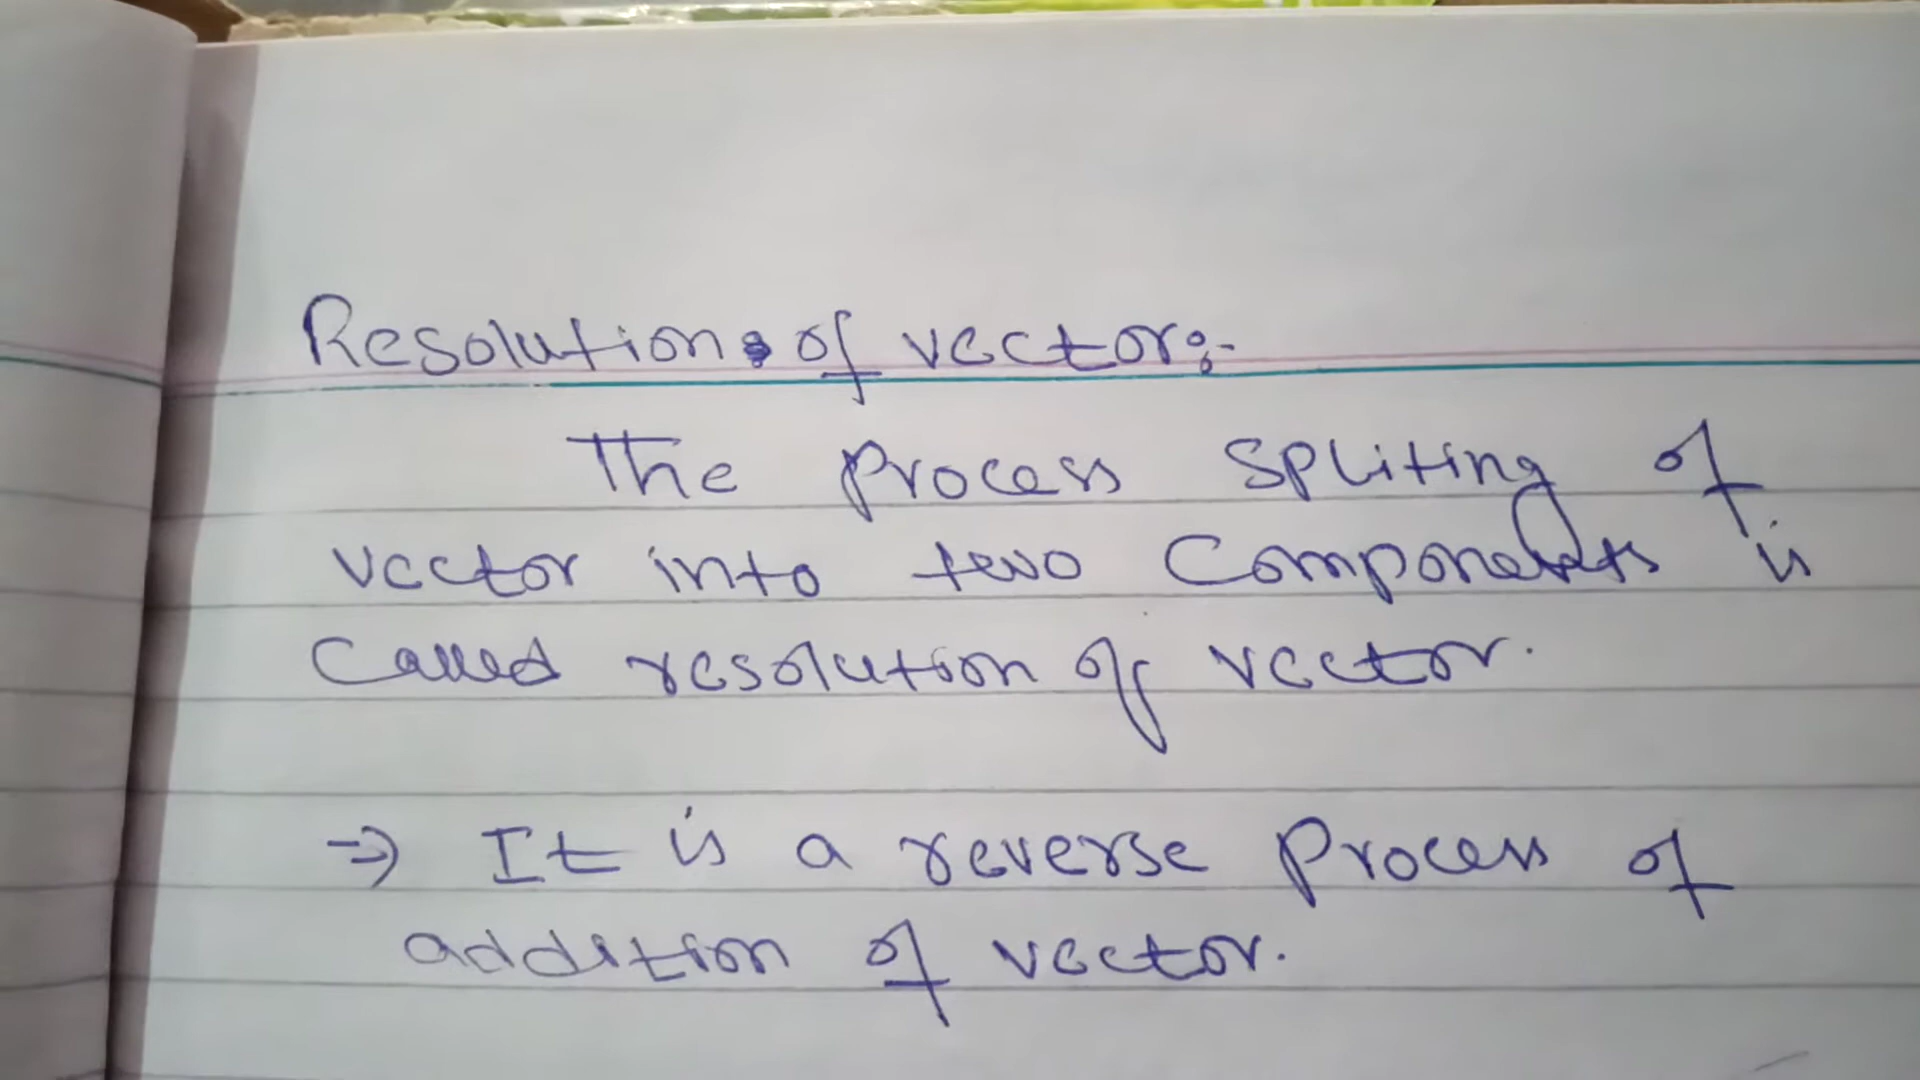 Resolution of vector:-
The process spliting of
vector into two components is
called resolution of vector.
⇒ It is a reverse process of
addition of vector.